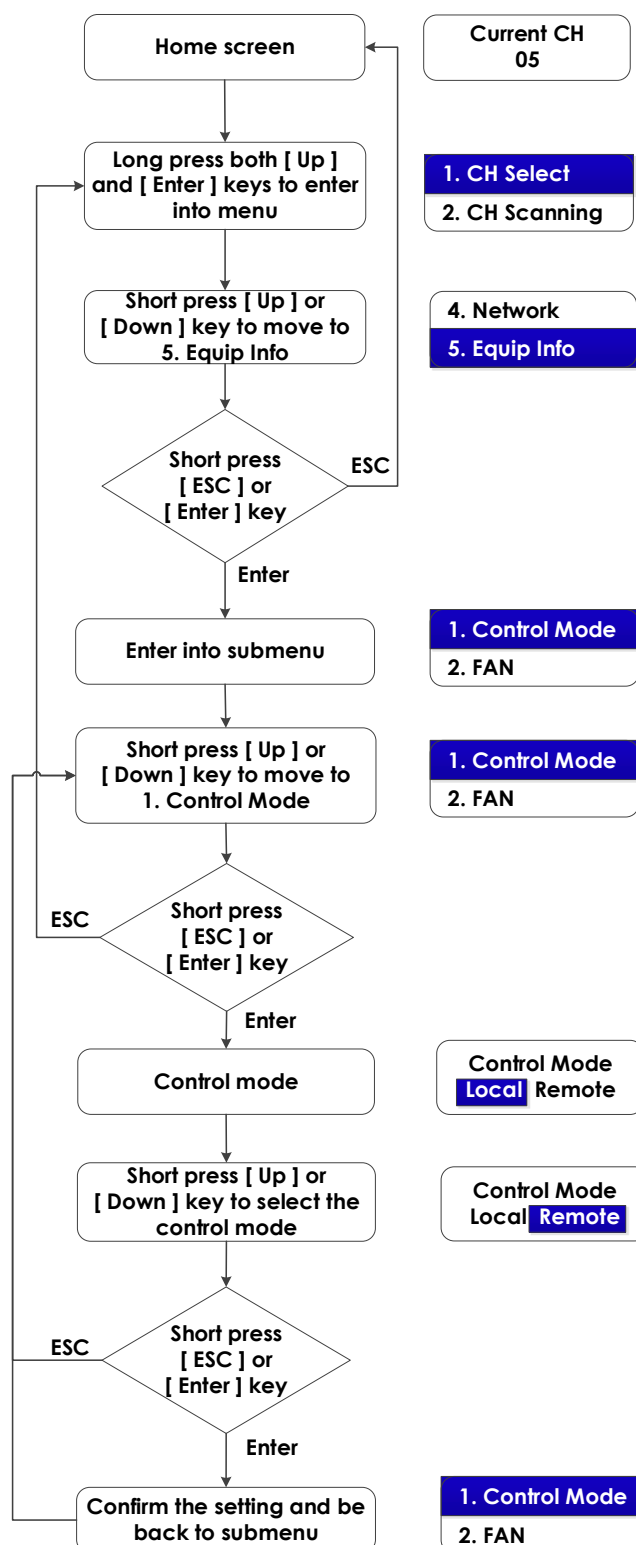 Home screen
Current CH
05
Long press both [ Up ]
and [ Enter ] keys to enter
into menu
1. CH Select
2. CH Scanning
Short press [ Up ] or
[ Down ] key to move to
5. Equip Info
4. Network
5. Equip Info
Short press
[ ESC ] or
[ Enter ] key
ESC
Enter
Enter into submenu
1. Control Mode
2. FAN
Short press [ Up ] or
[ Down ] key to move to
1. Control Mode
1. Control Mode
2. FAN
ESC
Short press
[ ESC ] or
[ Enter ] key
Enter
Control mode
Control Mode
Local Remote
Short press [ Up ] or
[ Down ] key to select the
control mode
Control Mode
Local Remote
ESC
Short press
[ ESC ] or
[ Enter ] key
Enter
Confirm the setting and be
back to submenu
1. Control Mode
2. FAN